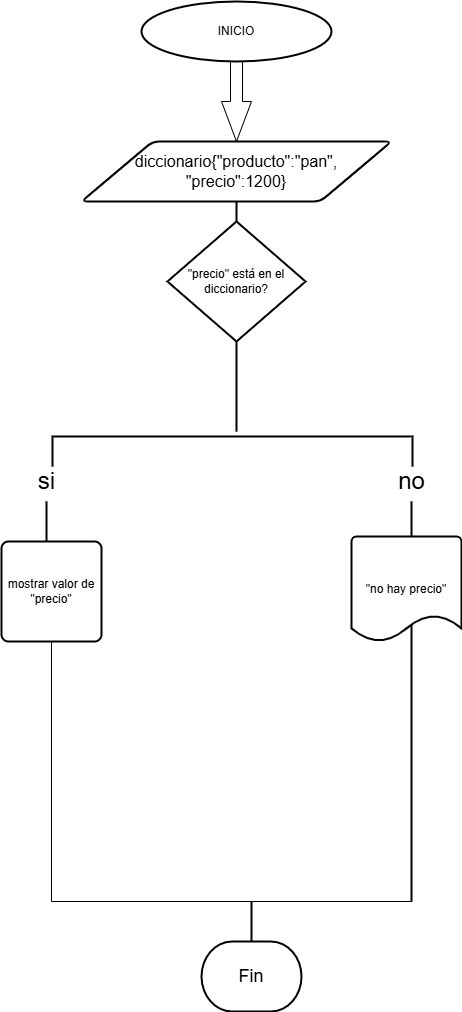 INICIO
diccionario{"producto":"pan",
"precio":1200}
"precio" está en el
diccionario?
si
no
mostrar valor de
"precio"
"no hay precio"
Fin